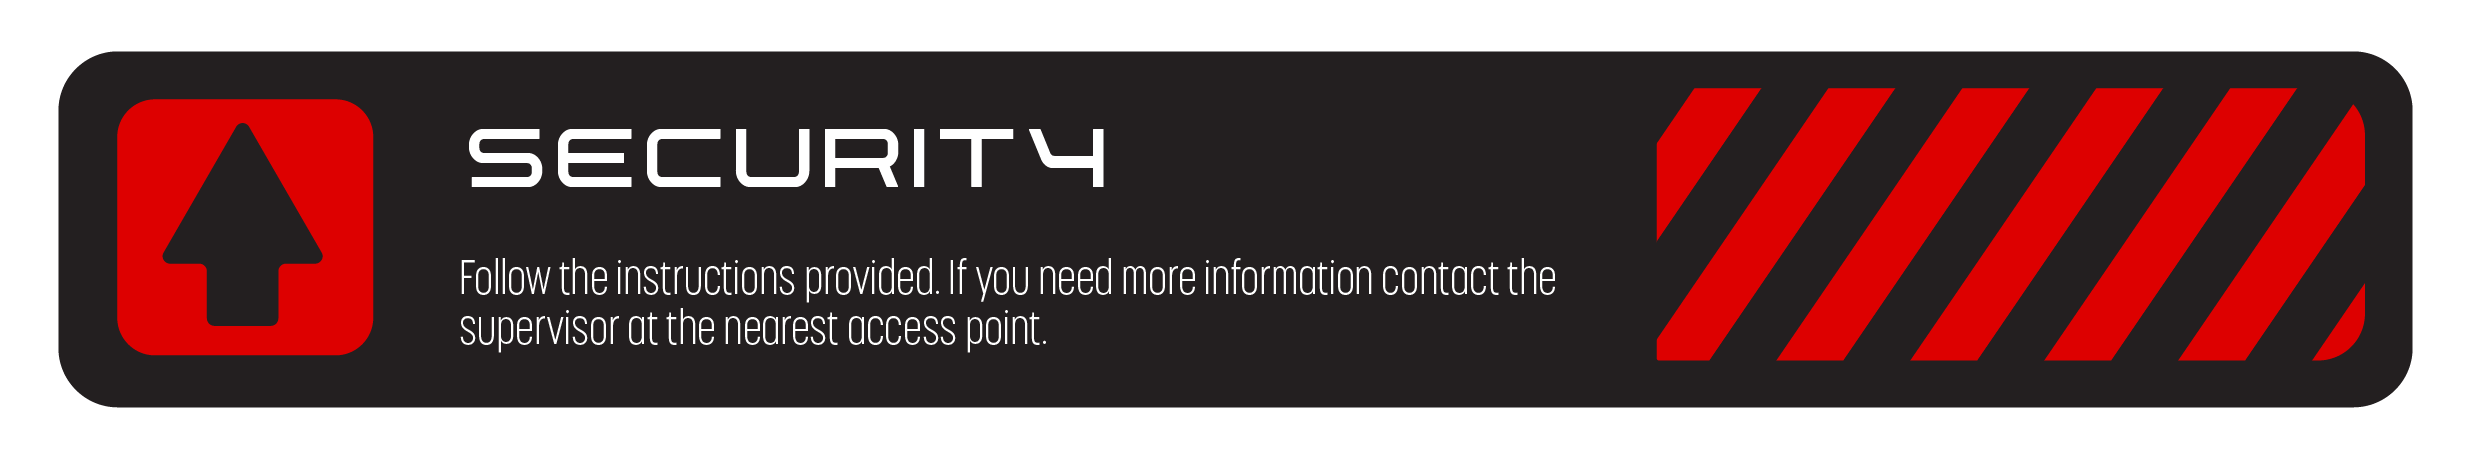 SECURITY
Follow the instructions provided. If you need more information contact the
supervisor at the nearest access point.